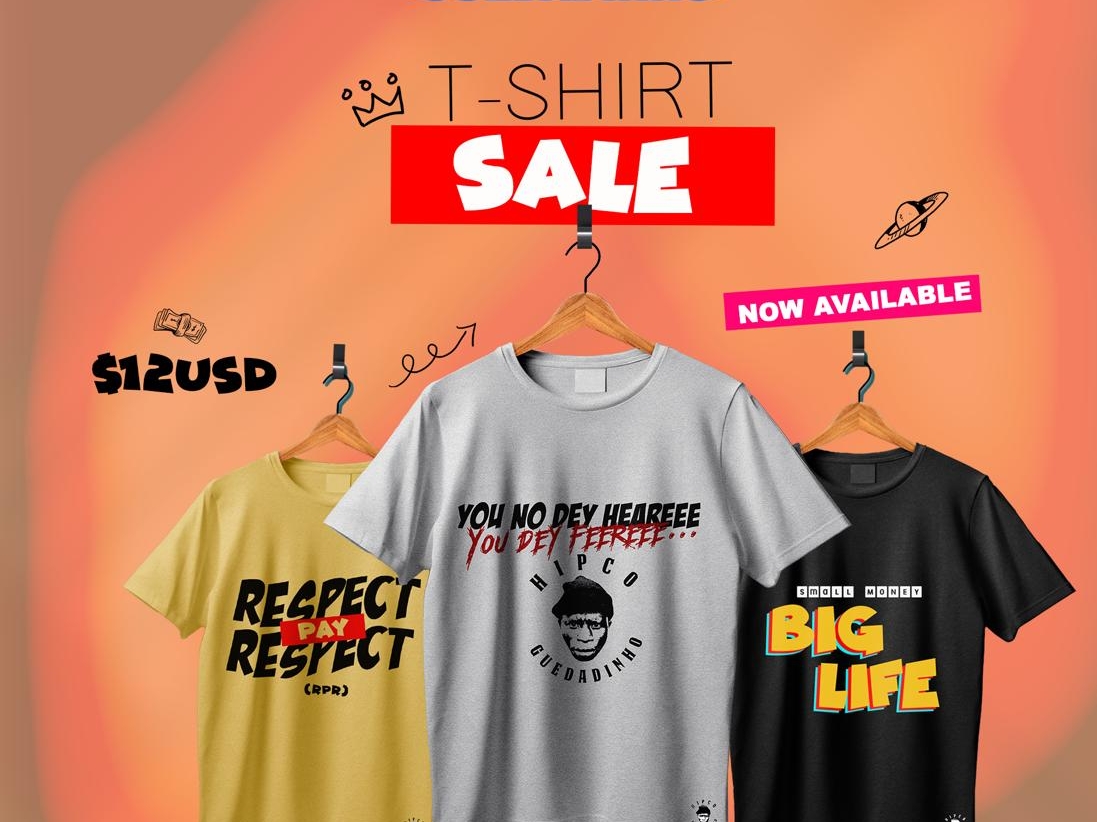 T-SHIRT
SALE
NOW AVAILABLE
$12USD
YOU NO DEY HEAREEE
YOU DEY FEEREEE...
HIPCO
GUEDADINHO
RESPECT
PAY
RESPECT
(RPR)
SMALL MONEY
BIG
LIFE
HIPCO